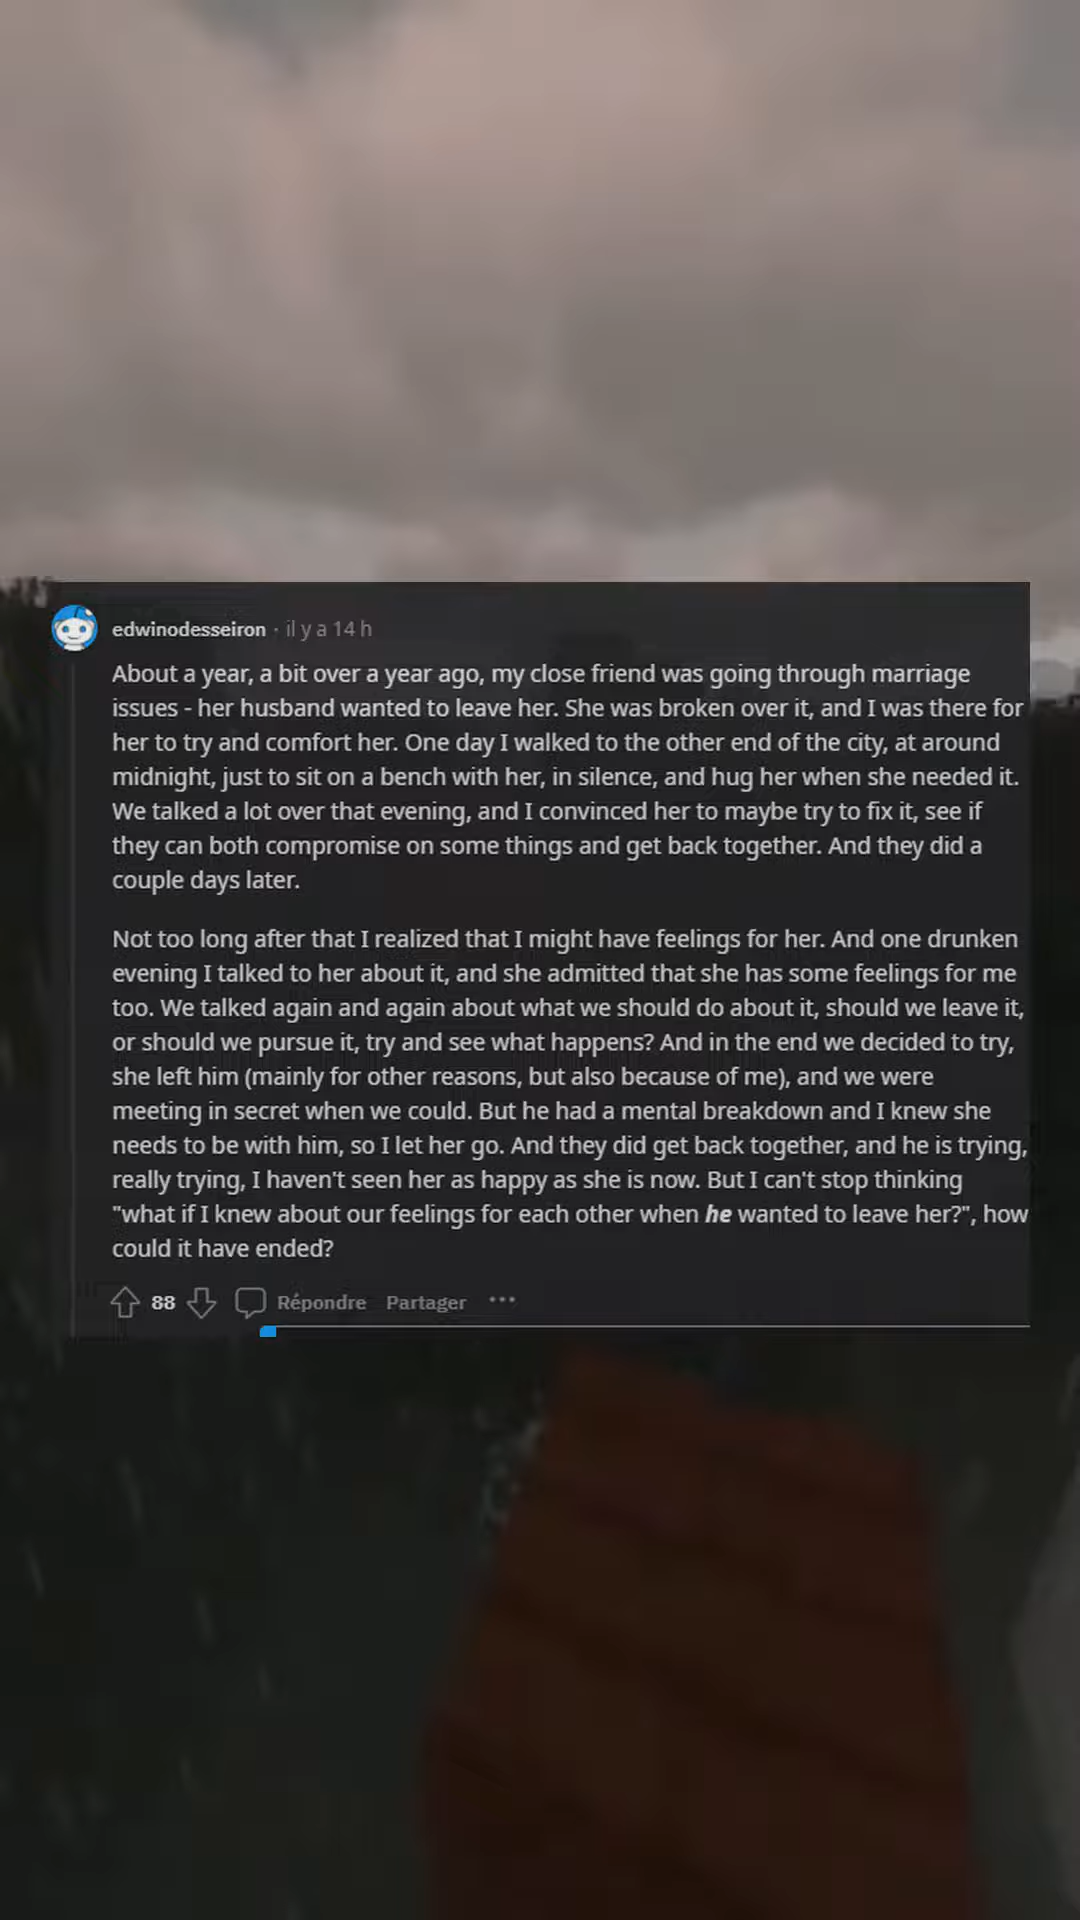 edwinodesseiron · il y a 14 h
About a year, a bit over a year ago, my close friend was going through marriage
issues - her husband wanted to leave her. She was broken over it, and I was there for
her to try and comfort her. One day I walked to the other end of the city, at around
midnight, just to sit on a bench with her, in silence, and hug her when she needed it.
We talked a lot over that evening, and I convinced her to maybe try to fix it, see if
they can both compromise on some things and get back together. And they did a
couple days later.
Not too long after that I realized that I might have feelings for her. And one drunken
evening I talked to her about it, and she admitted that she has some feelings for me
too. We talked again and again about what we should do about it, should we leave it,
or should we pursue it, try and see what happens? And in the end we decided to try,
she left him (mainly for other reasons, but also because of me), and we were
meeting in secret when we could. But he had a mental breakdown and I knew she
needs to be with him, so I let her go. And they did get back together, and he is trying,
really trying, I haven't seen her as happy as she is now. But I can't stop thinking
"what if I knew about our feelings for each other when he wanted to leave her?", how
could it have ended?
88 Répondre Partager ...